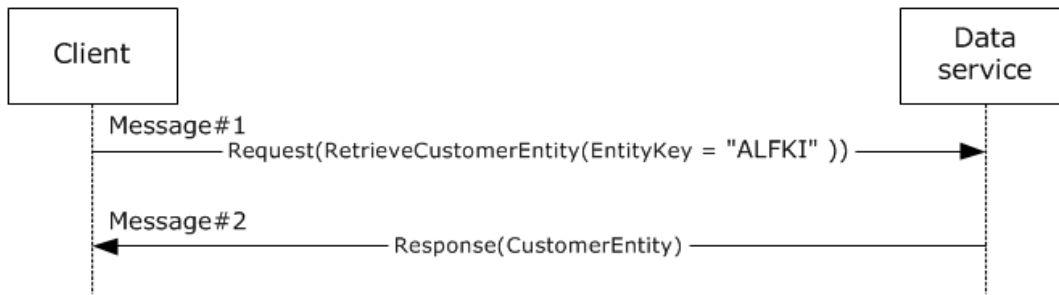 Client
Data
service
Message#1
Request(RetrieveCustomerEntity(EntityKey = "ALFKI" ))
Message#2
Response(CustomerEntity)